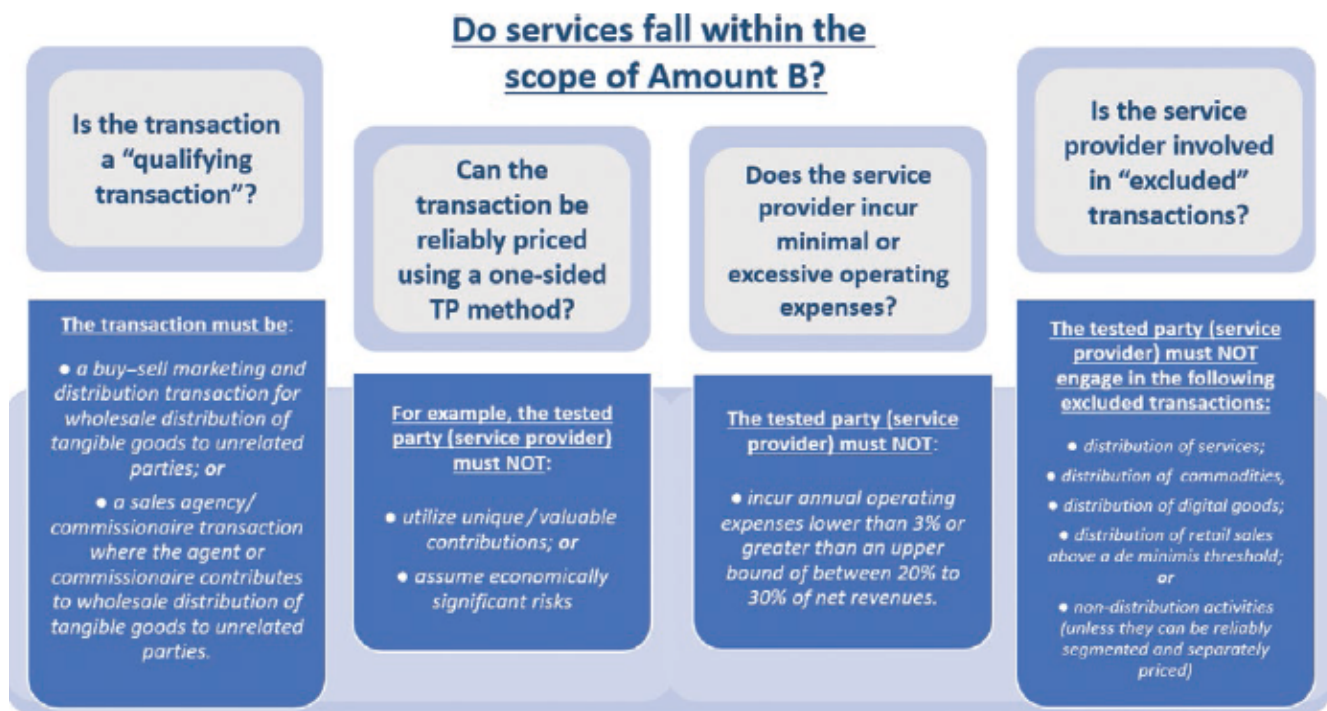 Do services fall within the
scope of Amount B?
Is the transaction
a “qualifying
transaction”?
The transaction must be:
● a buy–sell marketing and
distribution transaction for
wholesale distribution of
tangible goods to unrelated
parties; or
● a sales agency/
commissionaire transaction
where the agent or
commissionaire contributes
to wholesale distribution of
tangible goods to unrelated
parties.
Can the
transaction be
reliably priced
using a one-sided
TP method?
For example, the tested
party (service provider)
must NOT:
● utilize unique / valuable
contributions; or
● assume economically
significant risks
Does the service
provider incur
minimal or
excessive operating
expenses?
The tested party (service
provider) must NOT:
● incur annual operating
expenses lower than 3% or
greater than an upper
bound of between 20% to
30% of net revenues.
Is the service
provider involved
in “excluded”
transactions?
The tested party (service
provider) must NOT
engage in the following
excluded transactions:
● distribution of services;
● distribution of commodities,
● distribution of digital goods;
● distribution of retail sales
above a de minimis threshold;
or
● non-distribution activities
(unless they can be reliably
segmented and separately
priced)